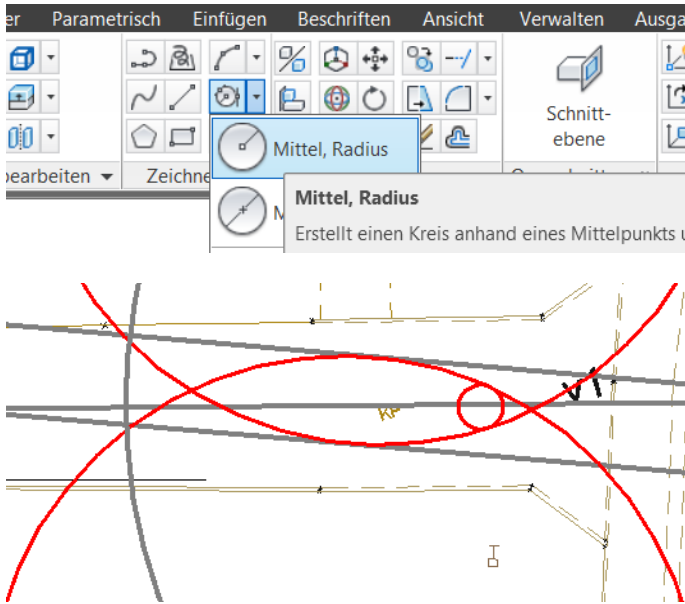 er Parametrisch Einfügen Beschriften Ansicht Verwalten Ausga
Schnitt-
ebene
Mittel, Radius
bearbeiten Zeichne
Mittel, Radius
Erstellt einen Kreis anhand eines Mittelpunkts u
M
KP
V1